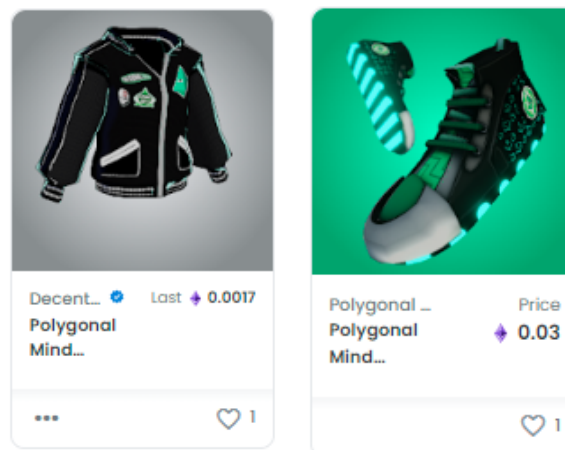 Decent... Last 0.0017
Polygonal
Mind...
1
Polygonal ... Price
Polygonal 0.03
Mind...
1